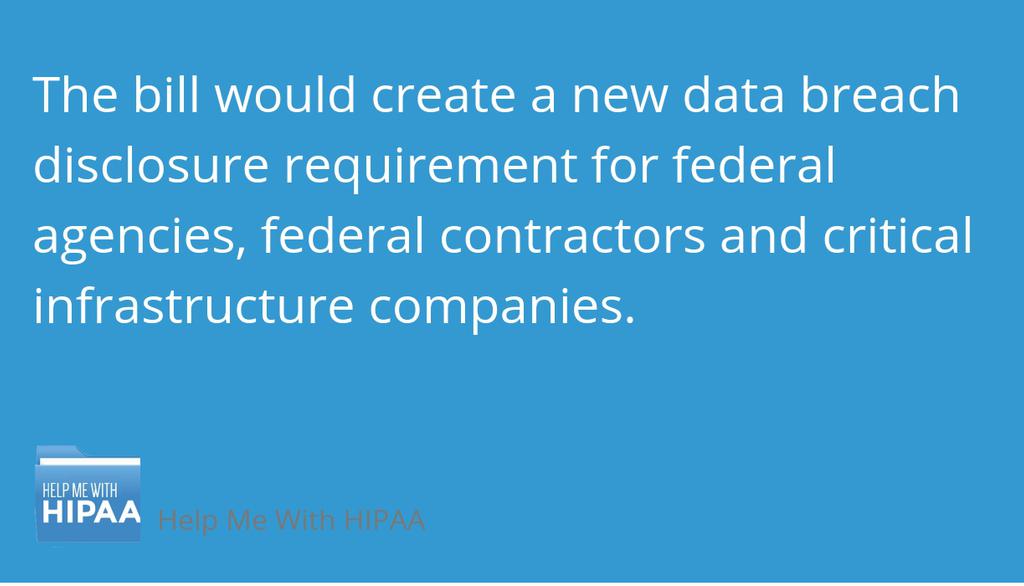 The bill would create a new data breach
disclosure requirement for federal
agencies, federal contractors and critical
infrastructure companies.
HELP ME WITH
HIPAA
Help Me With HIPAA